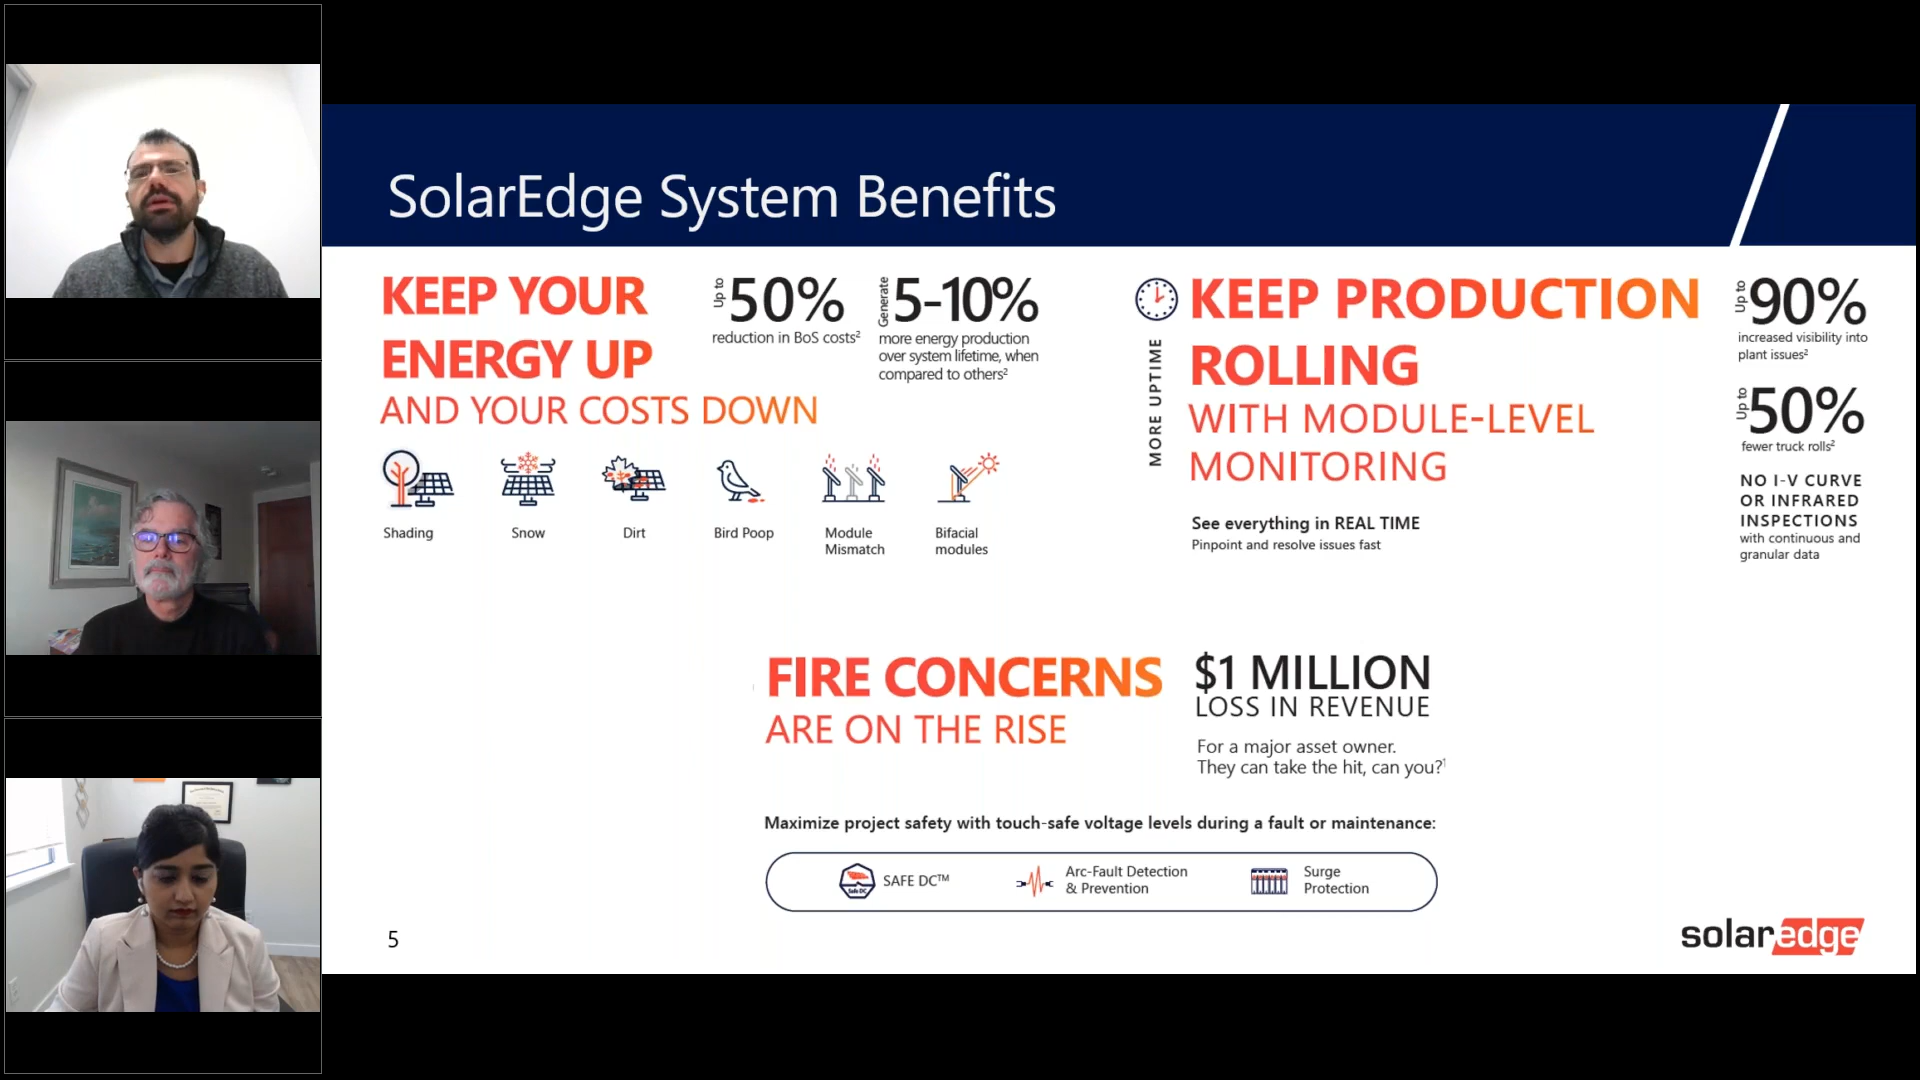 SolarEdge System Benefits
KEEP YOUR
ENERGY UP
AND YOUR COSTS DOWN
Up to
50%
reduction in BoS costs²
Generate
5-10%
more energy production
over system lifetime, when
compared to others²
Shading
Snow
Dirt
Bird Poop
Module
Mismatch
Bifacial
modules
MORE UPTIME
KEEP PRODUCTION
ROLLING
WITH MODULE-LEVEL
MONITORING
See everything in REAL TIME
Pinpoint and resolve issues fast
Up to
90%
increased visibility into
plant issues²
Up to
50%
fewer truck rolls²
NO I-V CURVE
OR INFRARED
INSPECTIONS
with continuous and
granular data
FIRE CONCERNS
ARE ON THE RISE
$1 MILLION
LOSS IN REVENUE
For a major asset owner.
They can take the hit, can you?¹
Maximize project safety with touch-safe voltage levels during a fault or maintenance:
Safe DC
SAFE DC™
Arc-Fault Detection
& Prevention
Surge
Protection
5
solaredge